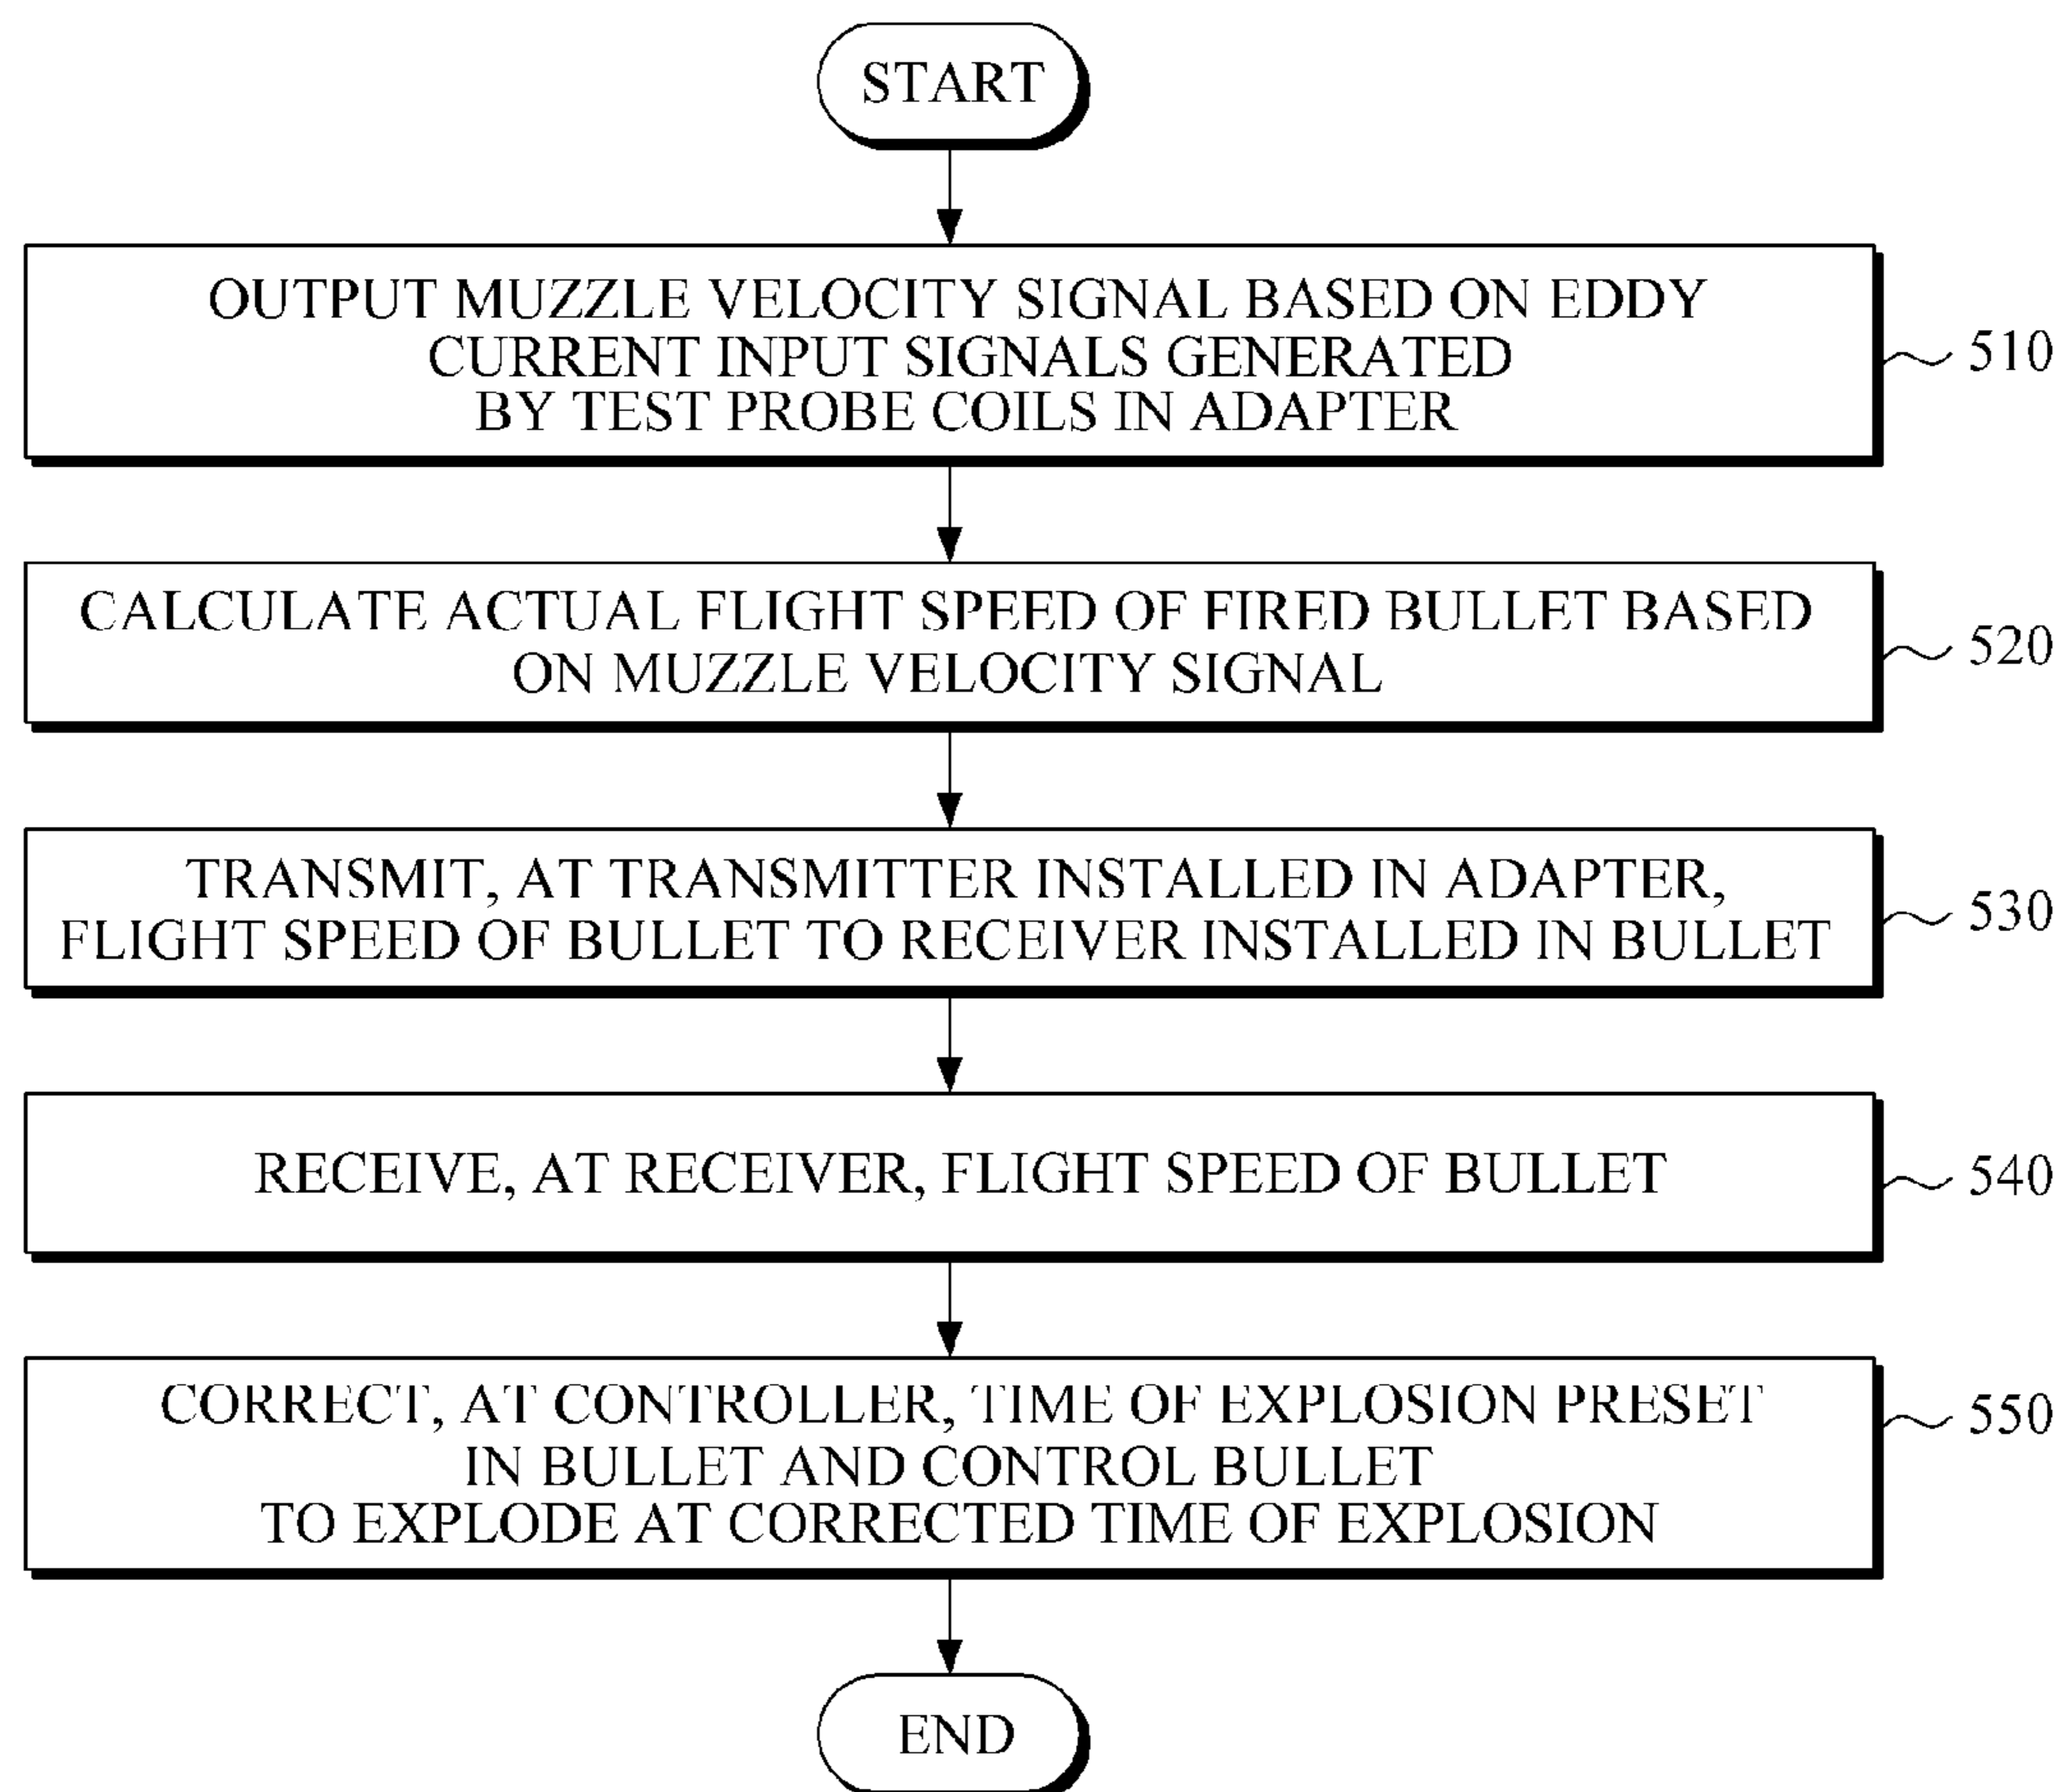 START
OUTPUT MUZZLE VELOCITY SIGNAL BASED ON EDDY
CURRENT INPUT SIGNALS GENERATED
BY TEST PROBE COILS IN ADAPTER
510
CALCULATE ACTUAL FLIGHT SPEED OF FIRED BULLET BASED
ON MUZZLE VELOCITY SIGNAL
520
TRANSMIT, AT TRANSMITTER INSTALLED IN ADAPTER,
FLIGHT SPEED OF BULLET TO RECEIVER INSTALLED IN BULLET
530
RECEIVE, AT RECEIVER, FLIGHT SPEED OF BULLET
540
CORRECT, AT CONTROLLER, TIME OF EXPLOSION PRESET
IN BULLET AND CONTROL BULLET
TO EXPLODE AT CORRECTED TIME OF EXPLOSION
550
END